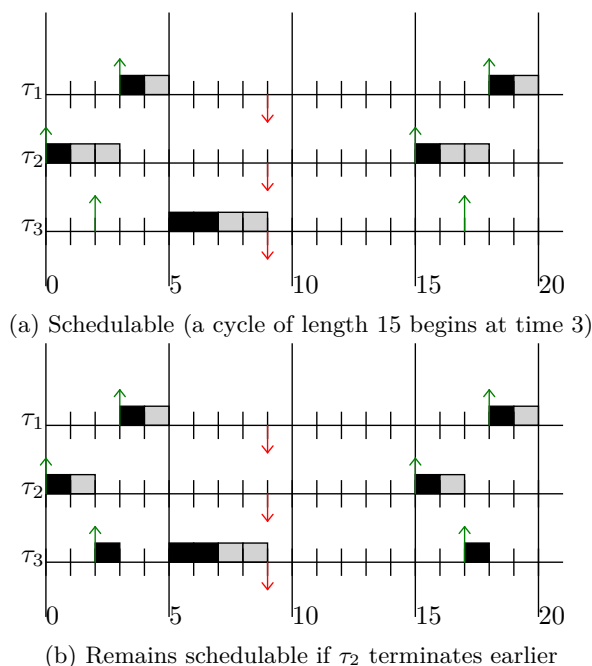 τ1
τ2
τ3
0 5 10 15 20
(a) Schedulable (a cycle of length 15 begins at time 3)
τ1
τ2
τ3
0 5 10 15 20
(b) Remains schedulable if τ2 terminates earlier